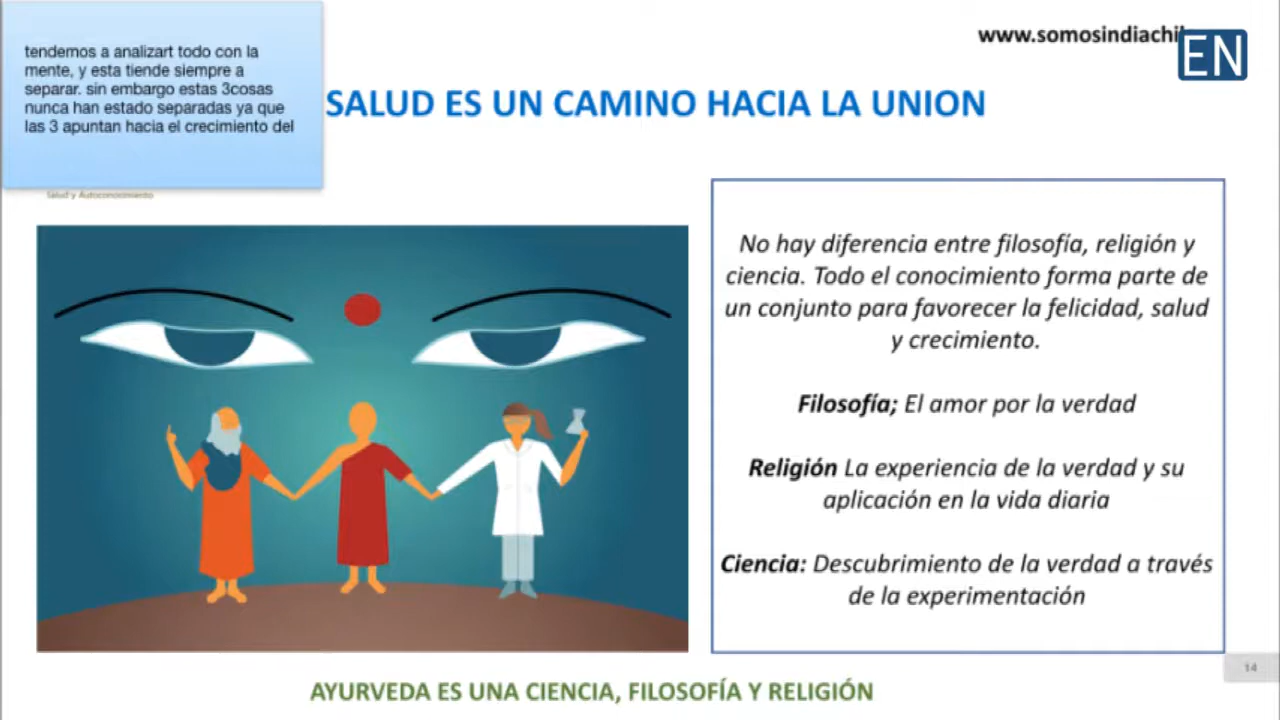 tendemos a analizart todo con la
mente, y esta tiende siempre a
separar. sin embargo estas 3cosas
nunca han estado separadas ya que
las 3 apuntan hacia el crecimiento del
www.somosindiachil
EN
SALUD ES UN CAMINO HACIA LA UNION
Salud y Autoconocimiento
No hay diferencia entre filosofía, religión y
ciencia. Todo el conocimiento forma parte de
un conjunto para favorecer la felicidad, salud
y crecimiento.
Filosofía; El amor por la verdad
Religión La experiencia de la verdad y su
aplicación en la vida diaria
Ciencia: Descubrimiento de la verdad a través
de la experimentación
14
AYURVEDA ES UNA CIENCIA, FILOSOFÍA Y RELIGIÓN